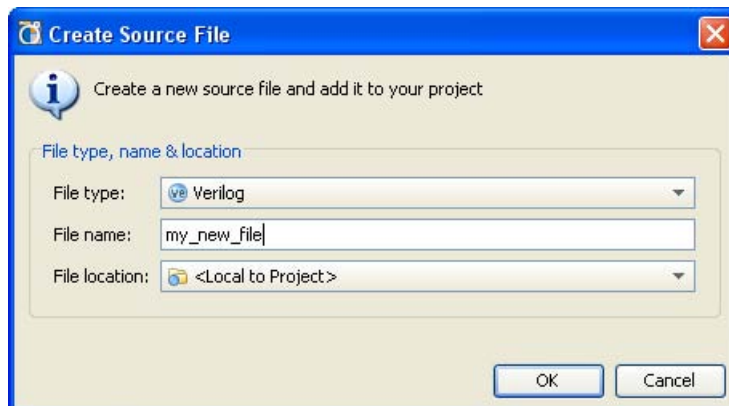 Create Source File
Create a new source file and add it to your project
File type, name & location
File type: Verilog
File name: my_new_file
File location: <Local to Project>
OK Cancel